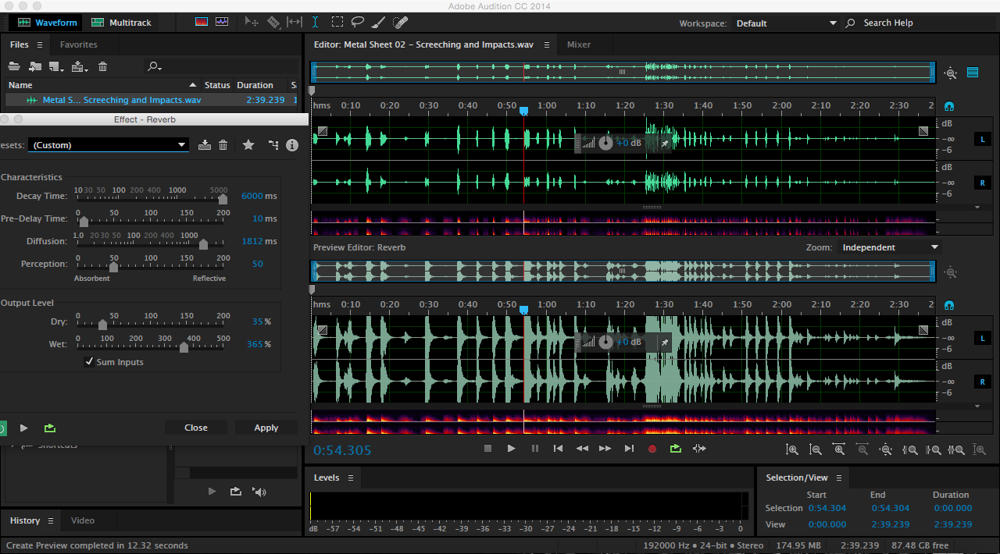 Adobe Audition CC 2014
Waveform Multitrack Workspace: Default Search Help
Files Favorites
Name Status Duration S
Metal S... Screeching and Impacts.wav 2:39.239 1
Effect - Reverb
esets: (Custom)
Characteristics
10 30 50 100 200 400 1000 5000
Decay Time: 6000 ms
0 50 100 150 200
Pre-Delay Time: 10 ms
1.0 20 30 50 100 200 400 1000
Diffusion: 1812 ms
0 50 100 150 200
Perception: 50
Absorbent Reflective
Output Level
0 50 100 150 200
Dry: 35 %
0 100 200 300 400 500
Wet: 365 %
Sum Inputs
Close Apply
Shortcuts
History Video
Create Preview completed in 12.32 seconds
Editor: Metal Sheet 02 – Screeching and Impacts.wav Mixer
hms 0:10 0:20 0:30 0:40 0:50 1:00 1:10 1:20 1:30 1:40 1:50 2:00 2:10 2:20 2:30 2
dB
-∞ L
-6
+0 dB
dB
-∞ R
-6
Preview Editor: Reverb Zoom: Independent
hms 0:10 0:20 0:30 0:40 0:50 1:00 1:10 1:20 1:30 1:40 1:50 2:00 2:10 2:20 2:30 2
dB
-∞ L
-6
+0 dB
dB
-∞ R
-6
0:54.305
Levels
dB -57 -54 -51 -48 -45 -42 -39 -36 -33 -30 -27 -24 -21 -18 -15 -12 -9 -6 -3 0
Selection/View
Start End Duration
Selection 0:54.304 0:54.304 0:00.000
View 0:00.000 2:39.239 2:39.239
192000 Hz • 24-bit • Stereo 174.95 MB 2:39.239 87.48 GB free